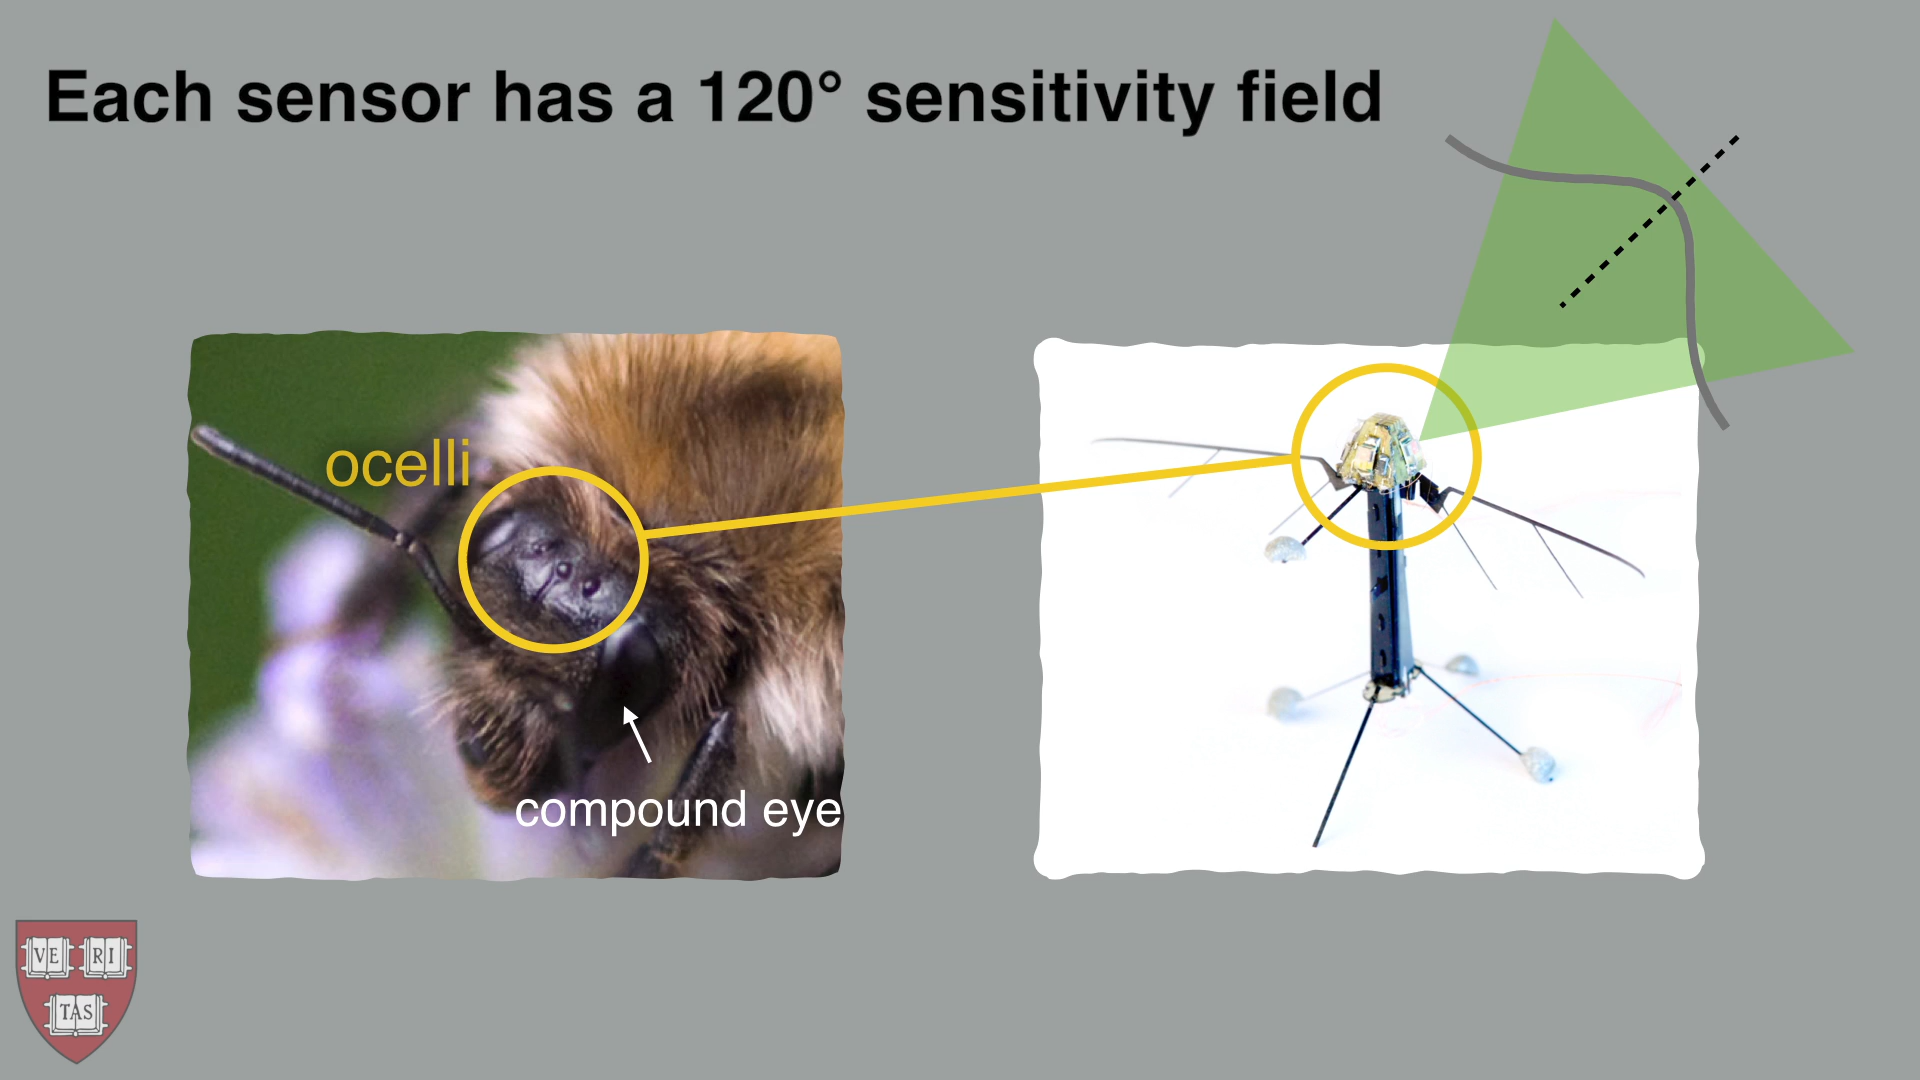 Each sensor has a 120° sensitivity field
ocelli
compound eye
VE RI
TAS